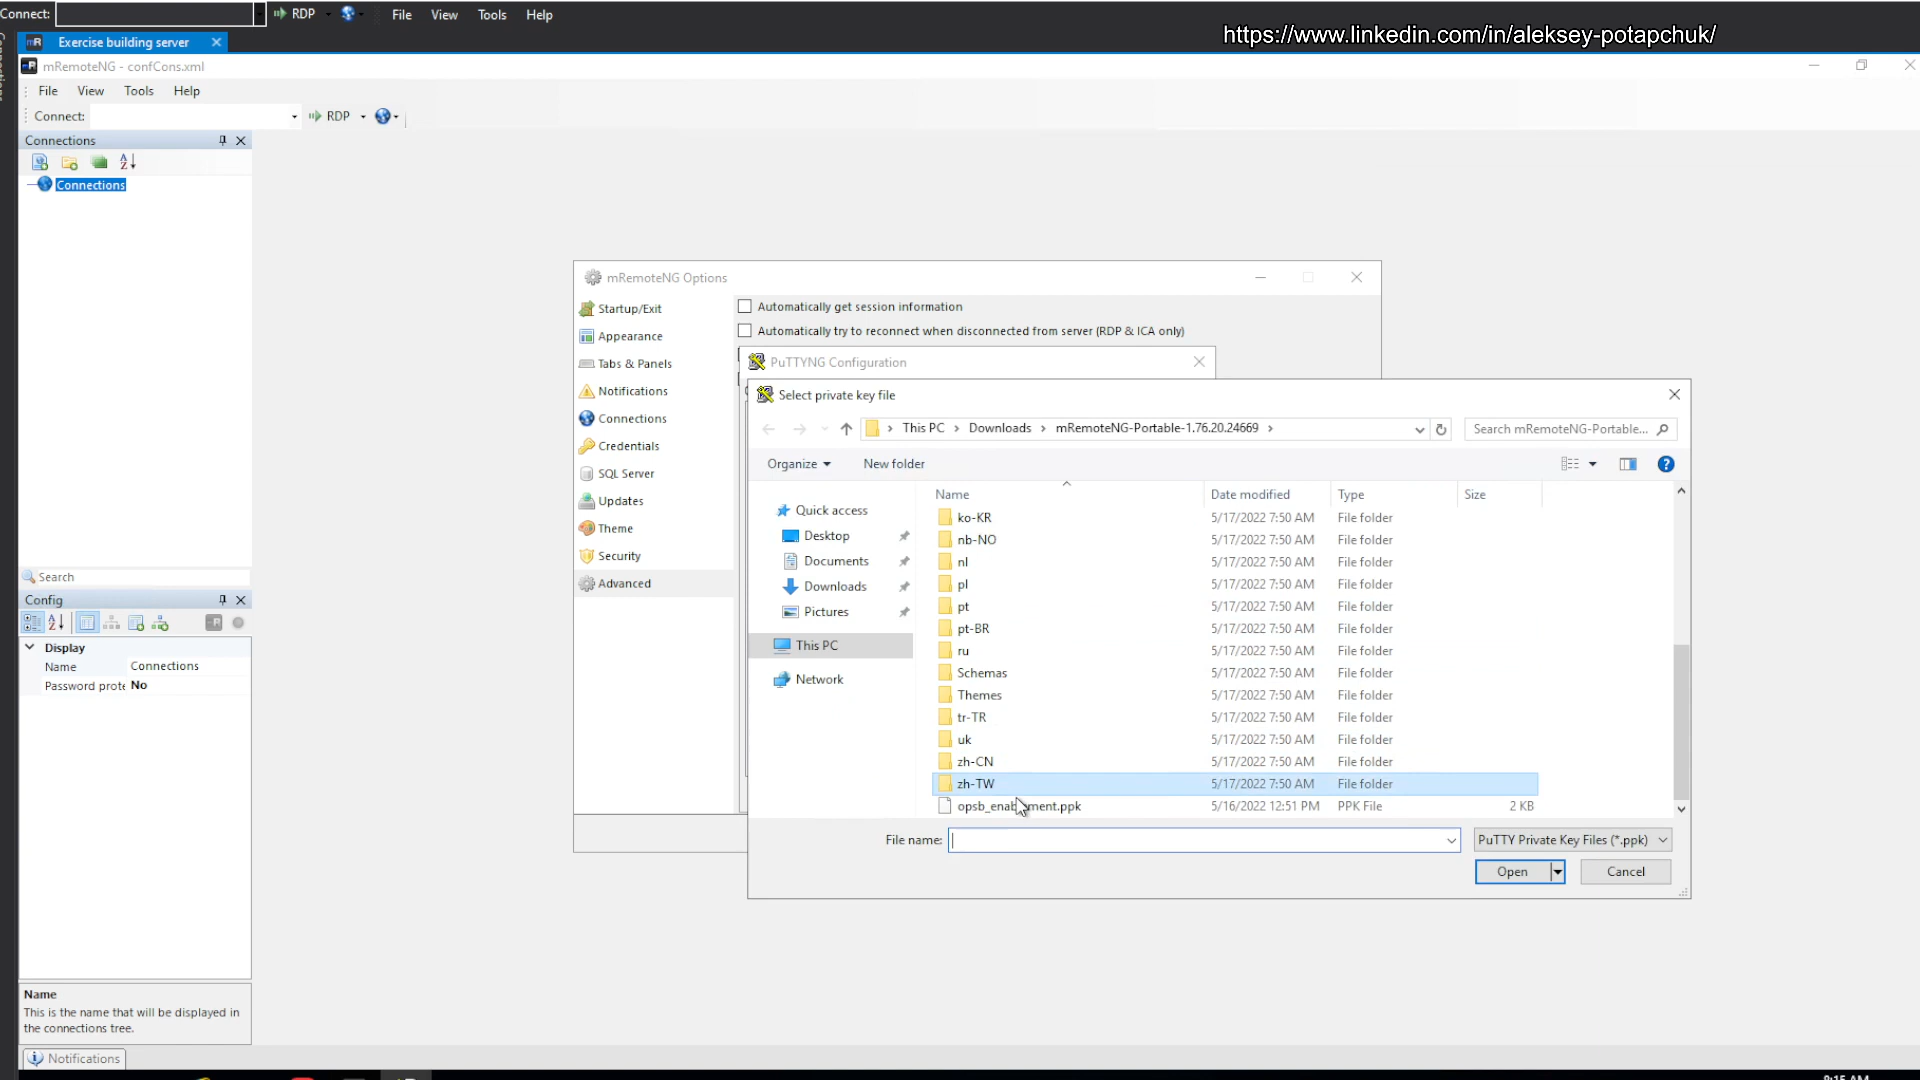 Connect:
RDP
File
View
Tools
Help
https://www.linkedin.com/in/aleksey-potapchuk/
Exercise building server
mRemoteNG - confCons.xml
File
View
Tools
Help
Connect:
RDP
Connections
Connections
mRemoteNG Options
Startup/Exit
Appearance
Tabs & Panels
Notifications
Connections
Credentials
SQL Server
Updates
Theme
Security
Advanced
Automatically get session information
Automatically try to reconnect when disconnected from server (RDP & ICA only)
PuTTYNG Configuration
Select private key file
This PC > Downloads > mRemoteNG-Portable-1.76.20.24669 >
Search mRemoteNG-Portable...
Organize
New folder
Quick access
Desktop
Documents
Downloads
Pictures
This PC
Network
Name Date modified Type Size
ko-KR 5/17/2022 7:50 AM File folder
nb-NO 5/17/2022 7:50 AM File folder
nl 5/17/2022 7:50 AM File folder
pl 5/17/2022 7:50 AM File folder
pt 5/17/2022 7:50 AM File folder
pt-BR 5/17/2022 7:50 AM File folder
ru 5/17/2022 7:50 AM File folder
Schemas 5/17/2022 7:50 AM File folder
Themes 5/17/2022 7:50 AM File folder
tr-TR 5/17/2022 7:50 AM File folder
uk 5/17/2022 7:50 AM File folder
zh-CN 5/17/2022 7:50 AM File folder
zh-TW 5/17/2022 7:50 AM File folder
5/16/2022 12:51 PM PPK File 2 KB
File name:
PuTTY Private Key Files (*.ppk)
Open
Cancel
Search
Config
Display
Name Connections
Password prote No
Name
This is the name that will be displayed in
the connections tree.
Notifications